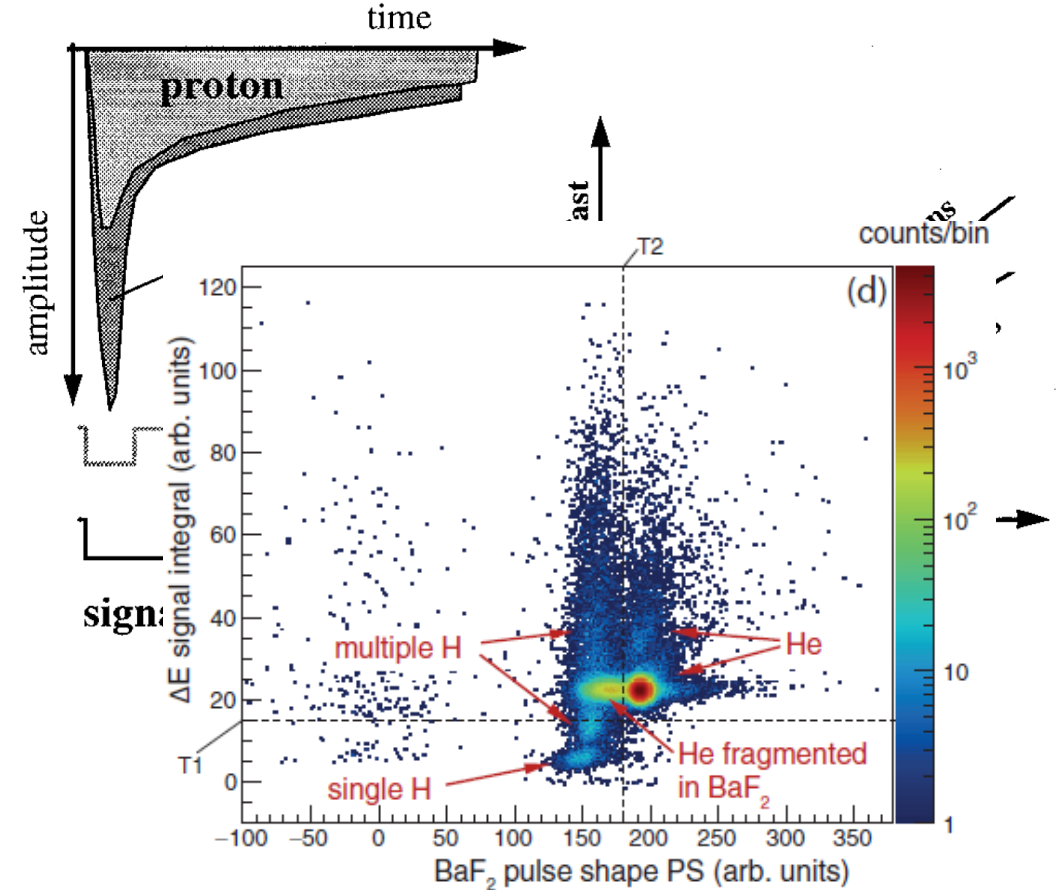 time
proton
amplitude
counts/bin
T2
(d)
120
100
80
60
40
20
0
ΔE signal integral (arb. units)
multiple H
He
T1
single H
He fragmented
in BaF₂
−100 −50 0 50 100 150 200 250 300 350
BaF₂ pulse shape PS (arb. units)
10³
10²
10
1